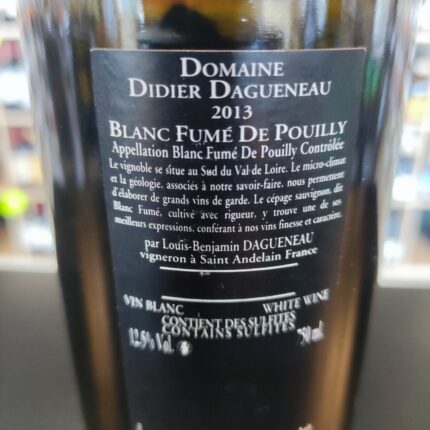 DOMAINE
DIDIER DAGUENEAU
2013
BLANC FUMÉ DE POUILLY
Appellation Blanc Fumé De Pouilly Contrôlée
Le vignoble se situe au Sud du Val de Loire. Le micro-climat
et la géologie, associés à notre savoir-faire, nous permettent
d'élaborer de grands vins de garde. Le cépage sauvignon, dit
Blanc Fumé, cultivé avec rigueur, y trouve une de ses
meilleurs expressions, conférant à nos vins finesse et caractère.
par Louis-Benjamin DAGUENEAU
vigneron à Saint Andelain France
VIN BLANC WHITE WINE
CONTIENT DES SULFITES
CONTAINS SULFITES
12,5% Vol. 750 ml